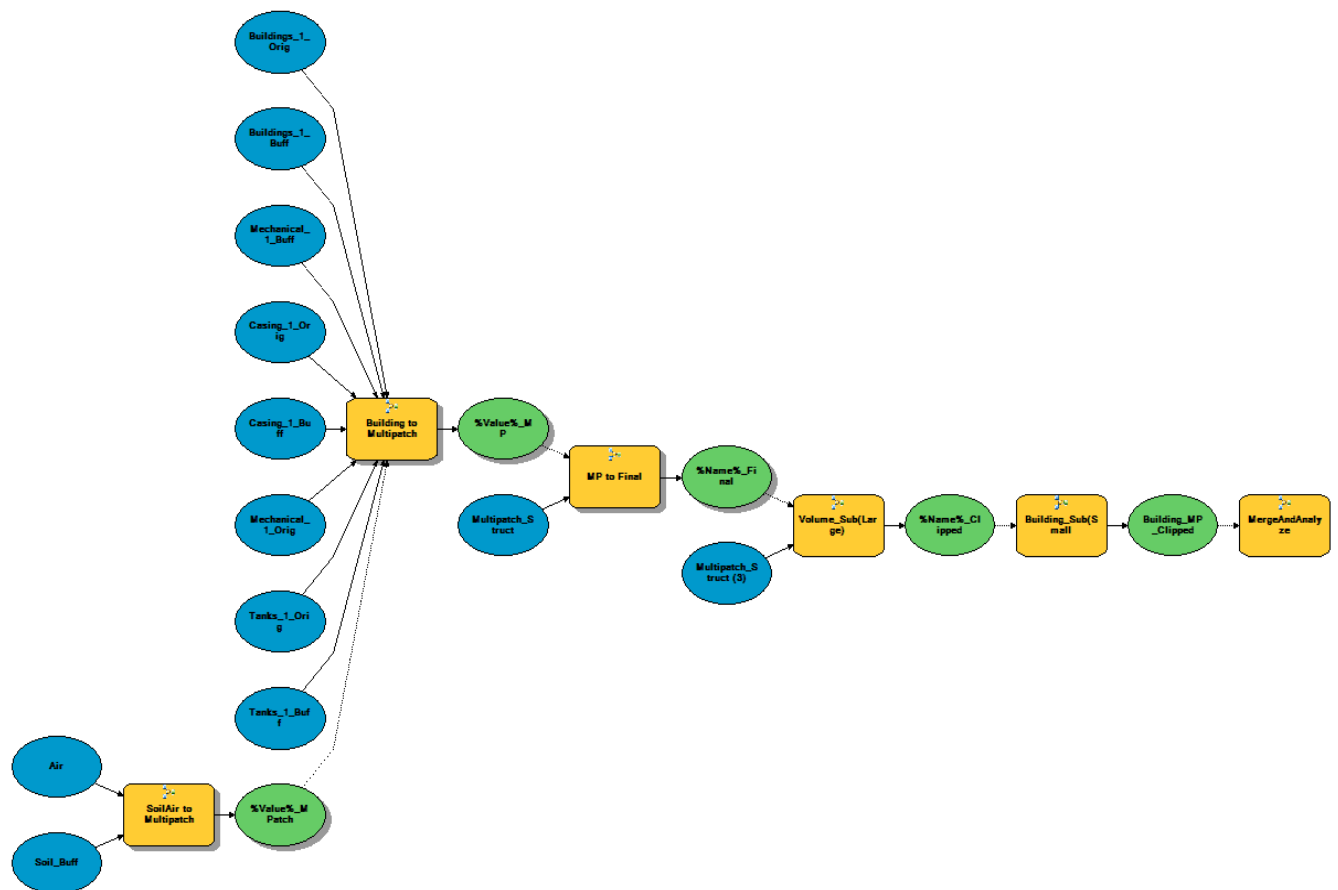 Buildings_1_
Orig
Buildings_1_
Buff
Mechanical_
1_Buff
Casing_1_Or
ig
Casing_1_Bu
ff
Building to
Multipatch
%Value%_M
P
MP to Final
%Name%_Fi
nal
Mechanical_
1_Orig
Multipatch_S
truct
Volume_Sub(Lar
ge)
%Name%_Cl
ipped
Building_Sub(S
mall
Building_MP
_Clipped
MergeAndAnaly
ze
Multipatch_S
truct (3)
Tanks_1_Ori
g
Tanks_1_Buf
f
Air
SoilAir to
Multipatch
%Value%_M
Patch
Soil_Buff